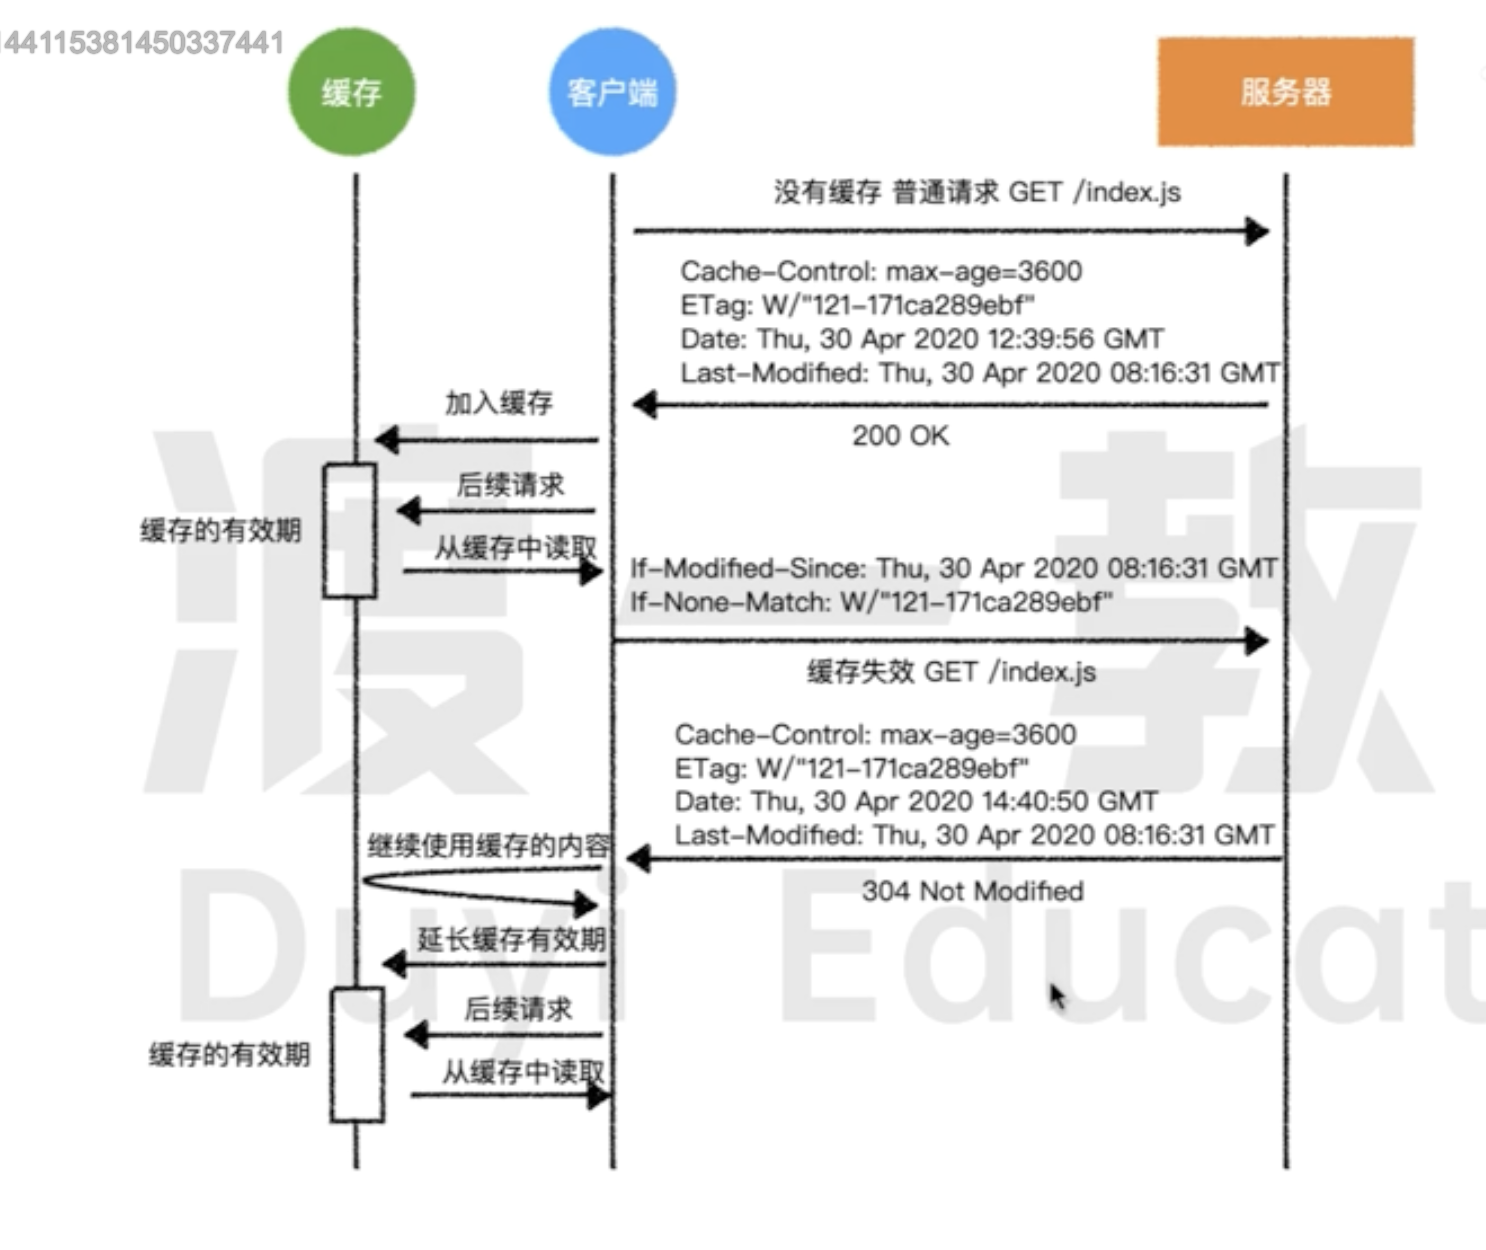 144115381450337441
缓存
客户端
服务器
没有缓存 普通请求 GET /index.js
Cache-Control: max-age=3600
ETag: W/"121-171ca289ebf"
Date: Thu, 30 Apr 2020 12:39:56 GMT
Last-Modified: Thu, 30 Apr 2020 08:16:31 GMT
加入缓存
200 OK
后续请求
缓存的有效期
从缓存中读取
If-Modified-Since: Thu, 30 Apr 2020 08:16:31 GMT
If-None-Match: W/"121-171ca289ebf"
缓存失效 GET /index.js
Cache-Control: max-age=3600
ETag: W/"121-171ca289ebf"
Date: Thu, 30 Apr 2020 14:40:50 GMT
Last-Modified: Thu, 30 Apr 2020 08:16:31 GMT
继续使用缓存的内容
304 Not Modified
延长缓存有效期
后续请求
缓存的有效期
从缓存中读取
渡一教
Duyi Educat